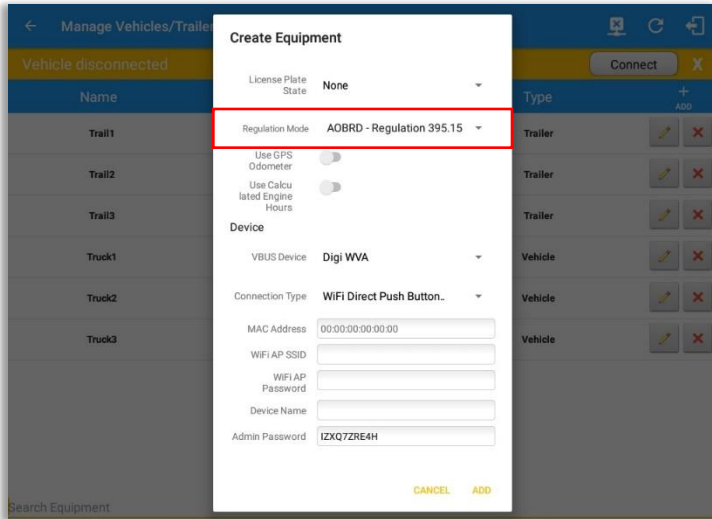 Manage Vehicles/Trailer
Vehicle disconnected
Connect
X
Name
Type
+
ADD
Trail1
Trailer
Trail2
Trailer
Trail3
Trailer
Truck1
Vehicle
Truck2
Vehicle
Truck3
Vehicle
Search Equipment
Create Equipment
License Plate
State
None
Regulation Mode
AOBRD - Regulation 395.15
Use GPS
Odometer
Use Calcu
lated Engine
Hours
Device
VBUS Device
Digi WVA
Connection Type
WiFi Direct Push Button..
MAC Address
00:00:00:00:00:00
WiFi AP SSID
WiFi AP
Password
Device Name
Admin Password
IZXQ7ZRE4H
CANCEL
ADD